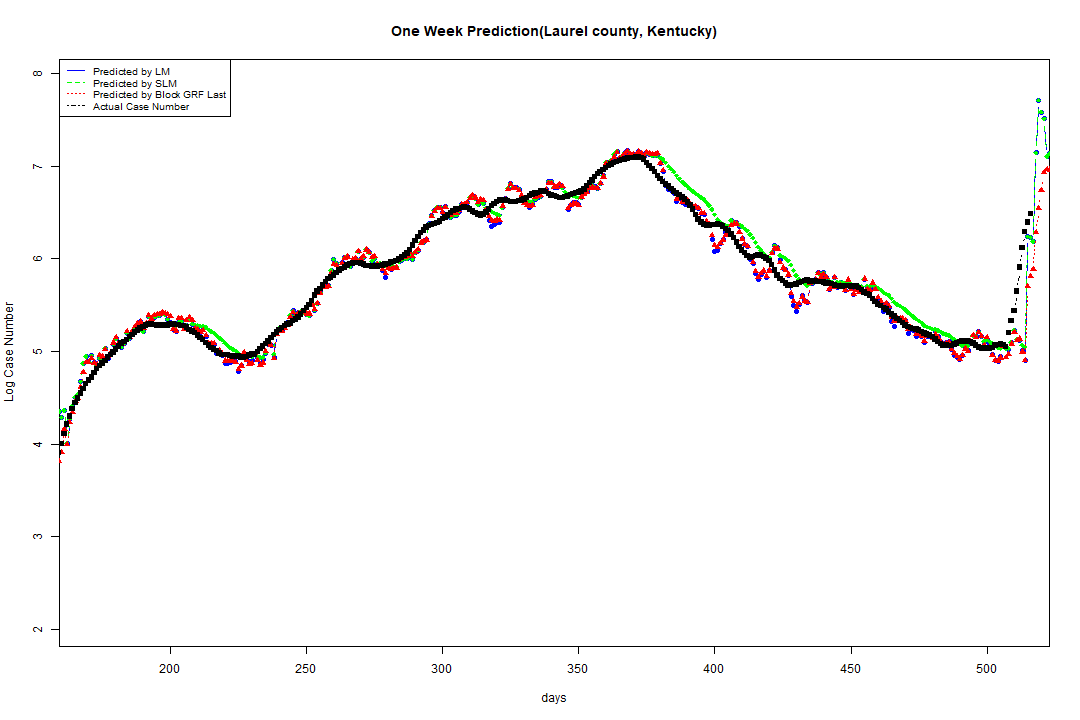 One Week Prediction(Laurel county, Kentucky)
Predicted by LM
Predicted by SLM
Predicted by Block GRF Last
Actual Case Number
8
7
6
5
4
3
2
Log Case Number
200 250 300 350 400 450 500
days